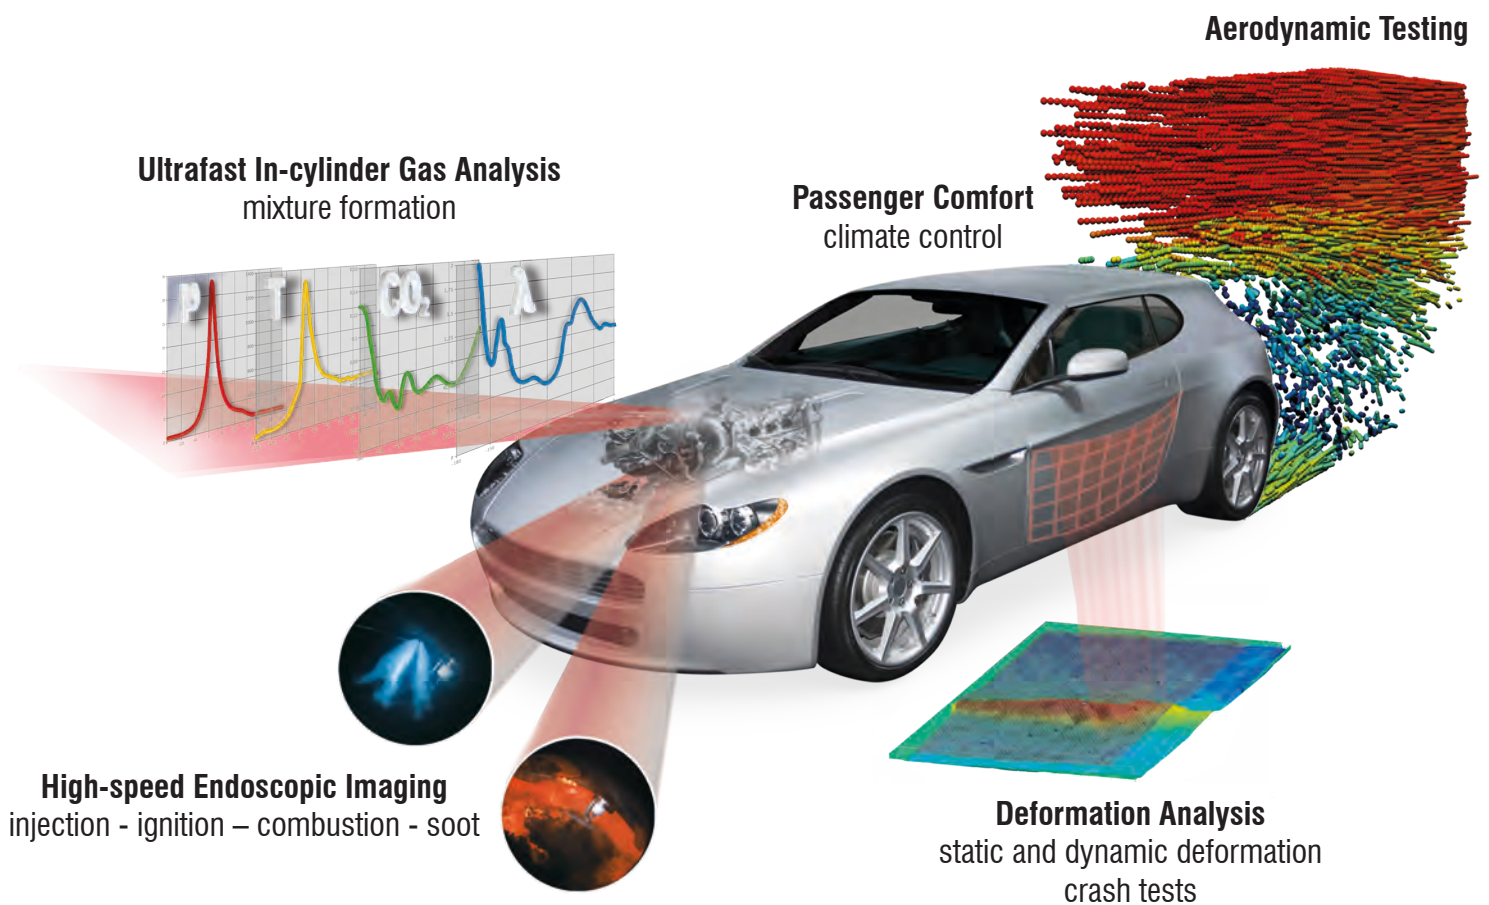 Aerodynamic Testing
Ultrafast In-cylinder Gas Analysis
mixture formation
Passenger Comfort
climate control
p T CO₂ λ
High-speed Endoscopic Imaging
injection - ignition – combustion - soot
Deformation Analysis
static and dynamic deformation
crash tests